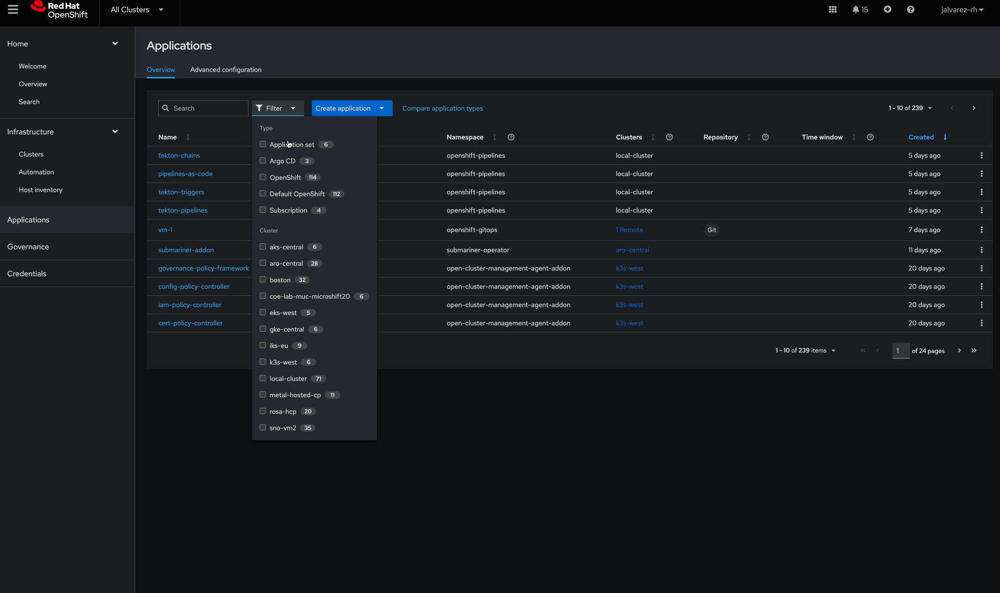 Red Hat
OpenShift
All Clusters
15
jalvarez-rh
Home
Welcome
Overview
Search
Infrastructure
Clusters
Automation
Host inventory
Applications
Governance
Credentials
Applications
Overview
Advanced configuration
Search
Filter
Create application
Compare application types
1 - 10 of 239
Name
Namespace
Clusters
Repository
Time window
Created
tekton-chains
openshift-pipelines
local-cluster
5 days ago
pipelines-as-code
openshift-pipelines
local-cluster
5 days ago
tekton-triggers
openshift-pipelines
local-cluster
5 days ago
tekton-pipelines
openshift-pipelines
local-cluster
5 days ago
vm-1
openshift-gitops
1 Remote
Git
7 days ago
submariner-addon
submariner-operator
aro-central
11 days ago
governance-policy-framework
open-cluster-management-agent-addon
k3s-west
20 days ago
config-policy-controller
open-cluster-management-agent-addon
k3s-west
20 days ago
iam-policy-controller
open-cluster-management-agent-addon
k3s-west
20 days ago
cert-policy-controller
open-cluster-management-agent-addon
k3s-west
20 days ago
1 - 10 of 239 items
1
of 24 pages
Type
Application set 6
Argo CD 3
OpenShift 114
Default OpenShift 112
Subscription 4
Cluster
aks-central 6
aro-central 28
boston 32
coe-lab-muc-microshift20 6
eks-west 5
gke-central 6
iks-eu 9
k3s-west 6
local-cluster 71
metal-hosted-cp 11
rosa-hcp 20
sno-vm2 35